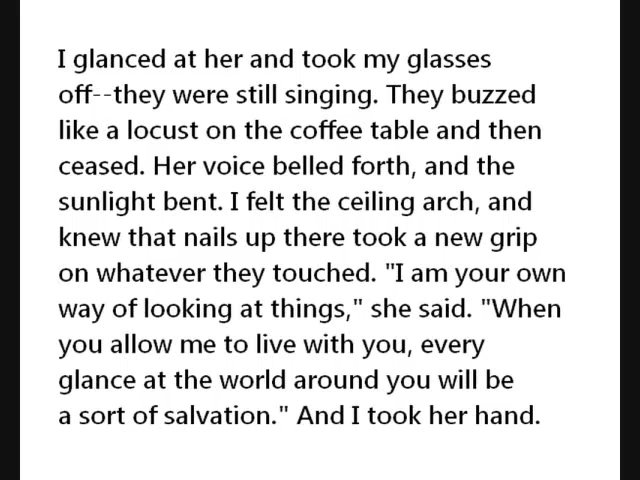 I glanced at her and took my glasses
off--they were still singing. They buzzed
like a locust on the coffee table and then
ceased. Her voice belled forth, and the
sunlight bent. I felt the ceiling arch, and
knew that nails up there took a new grip
on whatever they touched. "I am your own
way of looking at things," she said. "When
you allow me to live with you, every
glance at the world around you will be
a sort of salvation." And I took her hand.